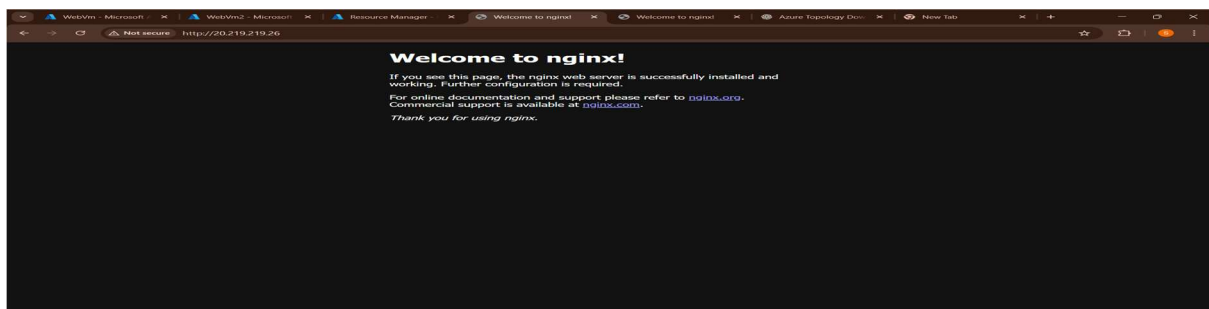 WebVm - Microsoft
WebVm2 - Microsoft
Resource Manager -
Welcome to nginx!
Welcome to nginx!
Azure Topology Dow
New Tab
Not secure
http://20.219.219.26
S
Welcome to nginx!
If you see this page, the nginx web server is successfully installed and
working. Further configuration is required.
For online documentation and support please refer to nginx.org.
Commercial support is available at nginx.com.
Thank you for using nginx.